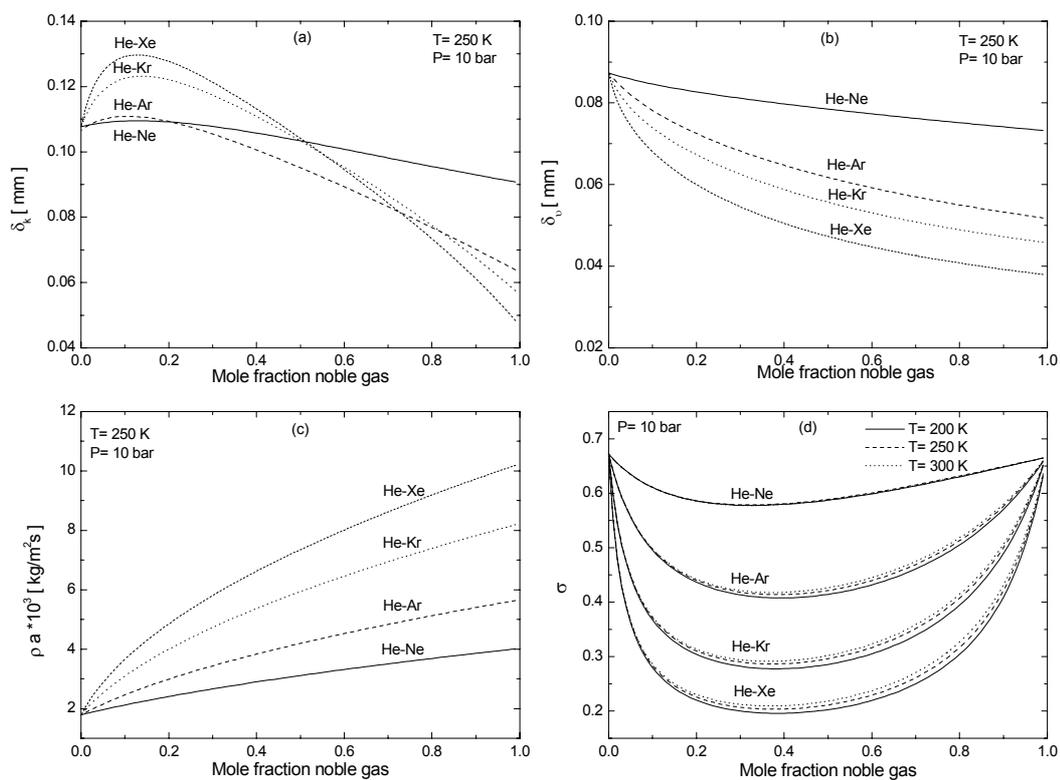 (a)
T= 250 K
P= 10 bar
He-Xe
He-Kr
He-Ar
He-Ne
0.14
0.12
0.10
0.08
0.06
0.04
δk [ mm ]
0.0 0.2 0.4 0.6 0.8 1.0
Mole fraction noble gas
(b)
T= 250 K
P= 10 bar
He-Ne
He-Ar
He-Kr
He-Xe
0.10
0.08
0.06
0.04
0.02
δυ [ mm ]
0.0 0.2 0.4 0.6 0.8 1.0
Mole fraction noble gas
(c)
T= 250 K
P= 10 bar
He-Xe
He-Kr
He-Ar
He-Ne
12
10
8
6
4
2
ρ a *10³ [ kg/m²s ]
0.0 0.2 0.4 0.6 0.8 1.0
Mole fraction noble gas
P= 10 bar
(d)
T= 200 K
T= 250 K
T= 300 K
He-Ne
He-Ar
He-Kr
He-Xe
0.7
0.6
0.5
0.4
0.3
0.2
σ
0.0 0.2 0.4 0.6 0.8 1.0
Mole fraction noble gas